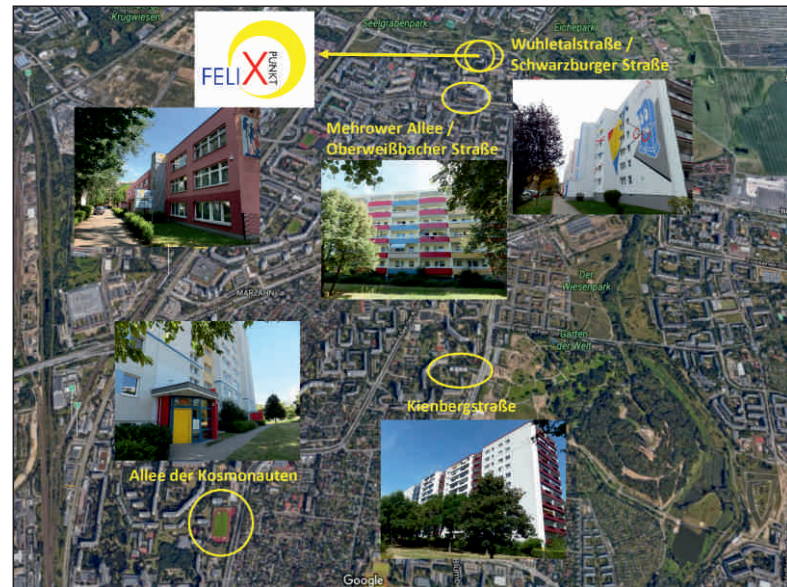 Krugwiesen
Seelgrabenpark
Eichepark
FELIX
PUNKT
Wuhletalstraße /
Schwarzburger Straße
Mehrower Allee /
Oberweißbacher Straße
MARZAHN
Der
Wiesenpark
Gärten
der Welt
Kienbergstraße
Allee der Kosmonauten
Google